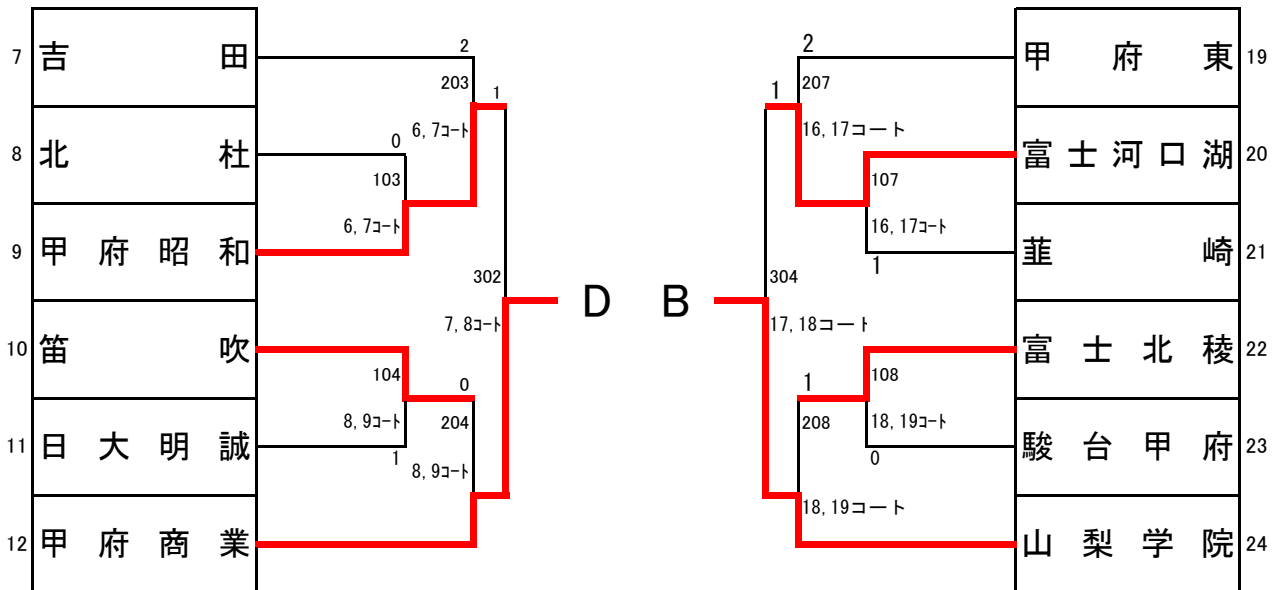 7 吉田 2 2 甲府東 19
203 1 1 207
6,7ｺｰﾄ 16,17コート
8 北杜 0 富士河口湖 20
103 107
9 甲府昭和 6,7ｺｰﾄ 16,17ｺｰﾄ 1 韮崎 21
302 304
D B
7,8ｺｰﾄ 17,18コート
10 笛吹 富士北稜 22
104 0 1 108
8,9ｺｰﾄ 204 208 18,19ｺｰﾄ
11 日大明誠 1 0 駿台甲府 23
8,9ｺｰﾄ
18,19コート
12 甲府商業 山梨学院 24